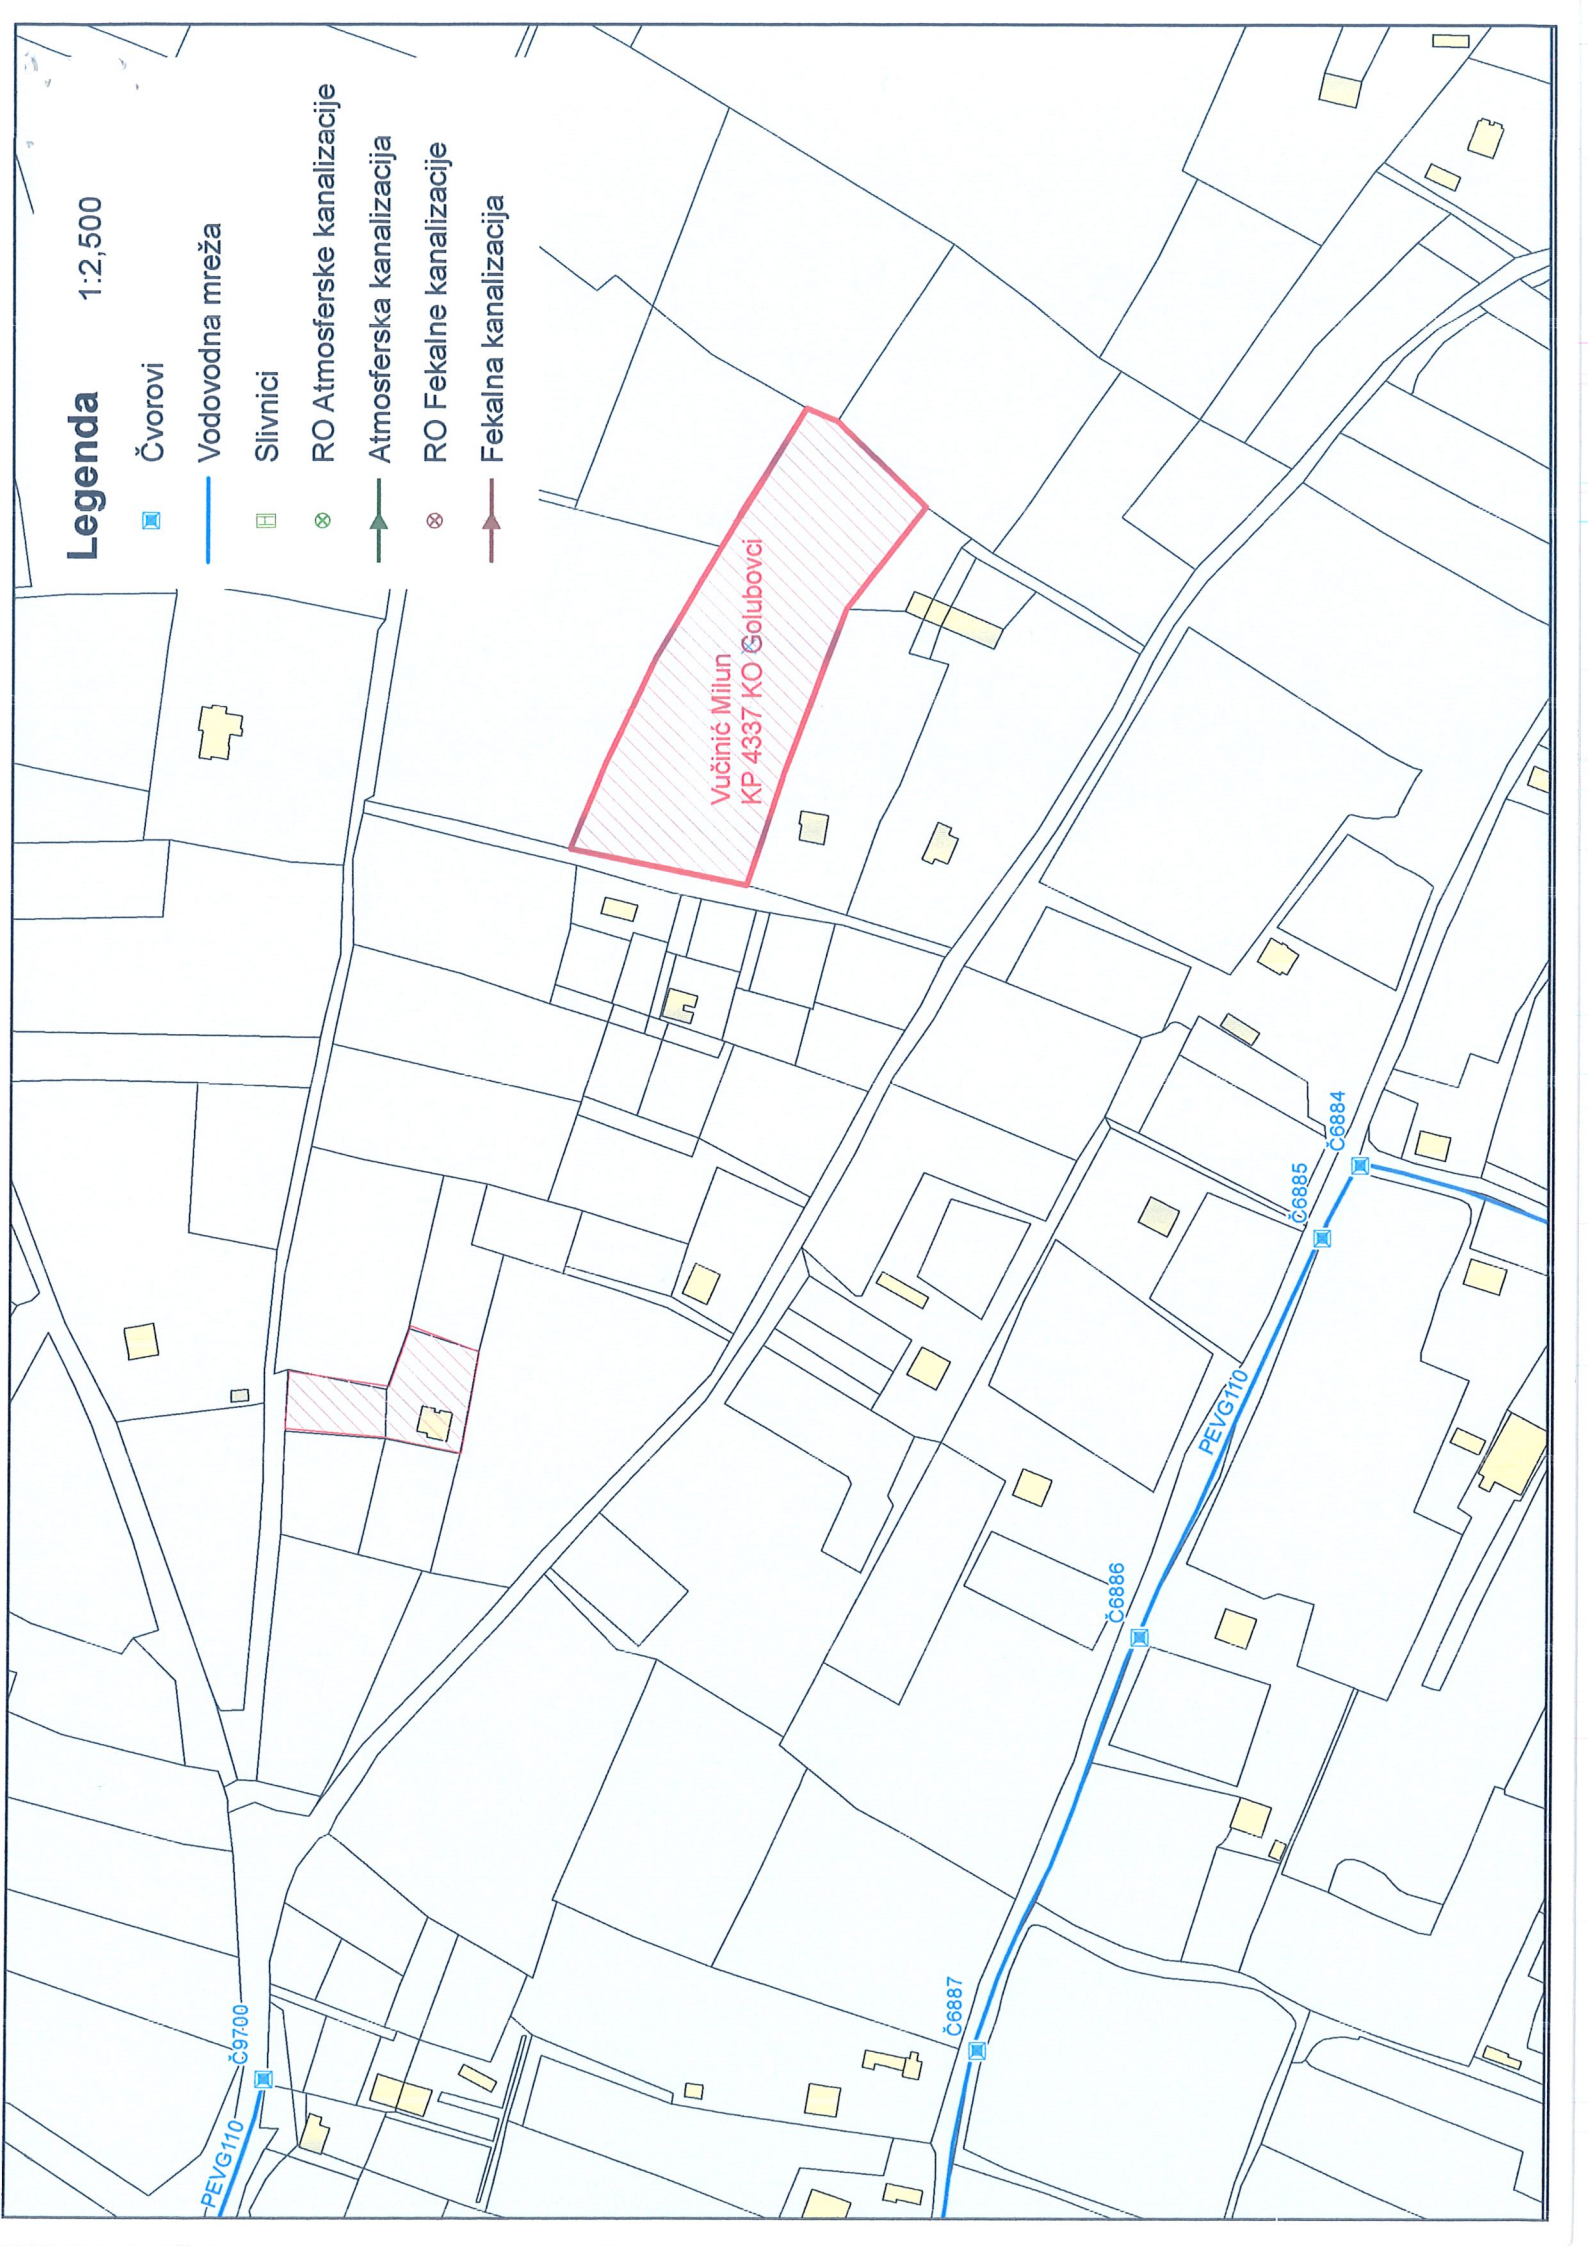 Legenda 1:2,500
Čvorovi
Vodovodna mreža
Slivnici
RO Atmosferske kanalizacije
Atmosferska kanalizacija
RO Fekalne kanalizacije
Fekalna kanalizacija
Vučinić Milun
KP 4337 KO Golubovci
Č6884
Č6885
PEVG110
Č6886
Č6887
Č9700
PEVG110